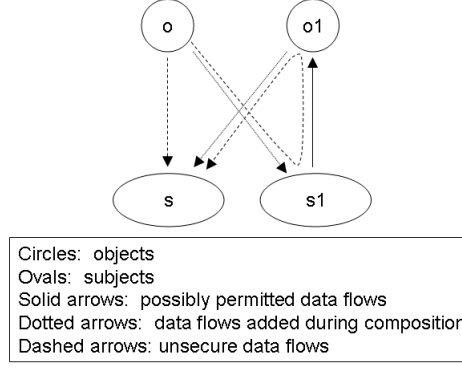 o
o1
s
s1
Circles: objects
Ovals: subjects
Solid arrows: possibly permitted data flows
Dotted arrows: data flows added during composition
Dashed arrows: unsecure data flows